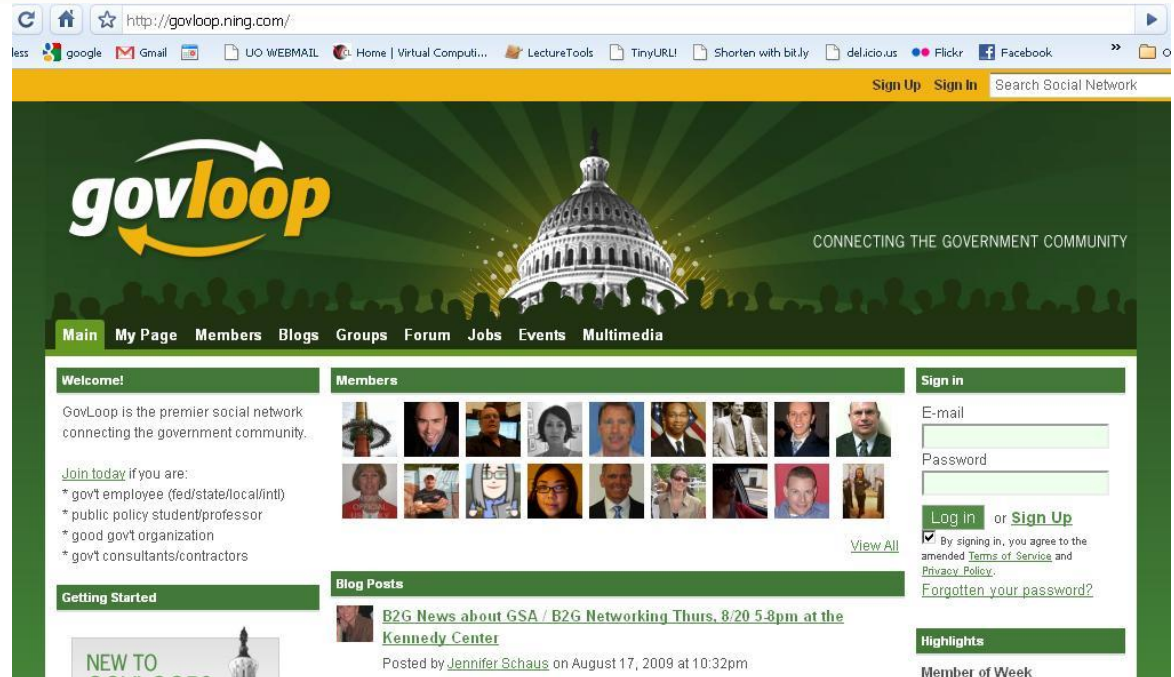 http://govloop.ning.com/
less google Gmail UO WEBMAIL Home | Virtual Computi... LectureTools TinyURL! Shorten with bit.ly del.icio.us Flickr Facebook » O
Sign Up Sign In Search Social Network
govloop
CONNECTING THE GOVERNMENT COMMUNITY
Main My Page Members Blogs Groups Forum Jobs Events Multimedia
Welcome!
GovLoop is the premier social network
connecting the government community.
Join today if you are:
* gov't employee (fed/state/local/intl)
* public policy student/professor
* good gov't organization
* gov't consultants/contractors
Getting Started
NEW TO
Members
View All
Blog Posts
B2G News about GSA / B2G Networking Thurs, 8/20 5-8pm at the
Kennedy Center
Posted by Jennifer Schaus on August 17, 2009 at 10:32pm
Sign in
E-mail
Password
Log in or Sign Up
By signing in, you agree to the
amended Terms of Service and
Privacy Policy.
Forgotten your password?
Highlights
Member of Week